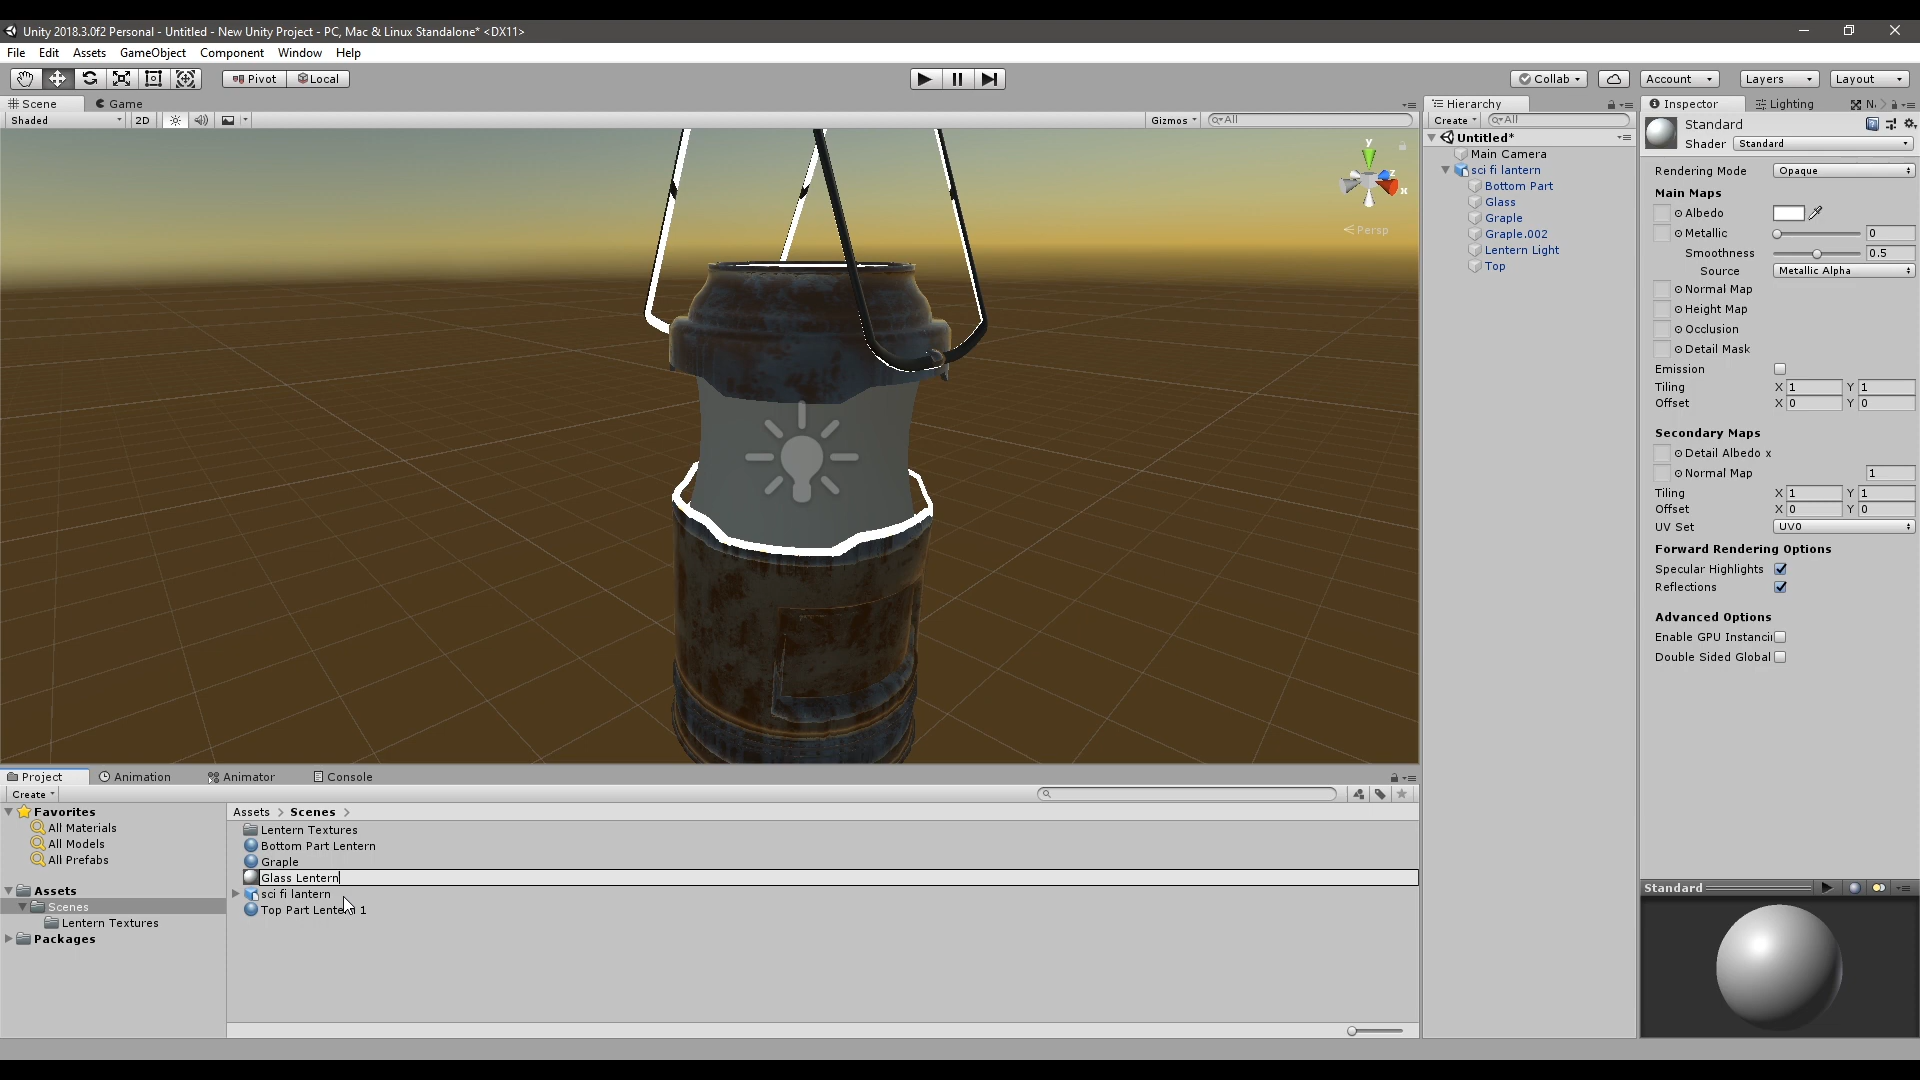 Unity 2018.3.0f2 Personal - Untitled - New Unity Project - PC, Mac & Linux Standalone* <DX11>
File Edit Assets GameObject Component Window Help
Pivot Local Collab Account Layers Layout
Scene Game
Shaded 2D Gizmos All
y z x
Persp
Hierarchy
Create All
Untitled*
Main Camera
sci fi lantern
Bottom Part
Glass
Graple
Graple.002
Lentern Light
Top
Inspector Lighting N
Standard
Shader Standard
Rendering Mode Opaque
Main Maps
Albedo
Metallic 0
Smoothness 0.5
Source Metallic Alpha
Normal Map
Height Map
Occlusion
Detail Mask
Emission
Tiling X 1 Y 1
Offset X 0 Y 0
Secondary Maps
Detail Albedo x
Normal Map 1
Tiling X 1 Y 1
Offset X 0 Y 0
UV Set UV0
Forward Rendering Options
Specular Highlights
Reflections
Advanced Options
Enable GPU Instanci
Double Sided Global
Standard
Project Animation Animator Console
Create
Favorites
All Materials
All Models
All Prefabs
Assets
Scenes
Lentern Textures
Packages
Assets > Scenes >
Lentern Textures
Bottom Part Lentern
Graple
Glass Lentern
sci fi lantern
Top Part 1